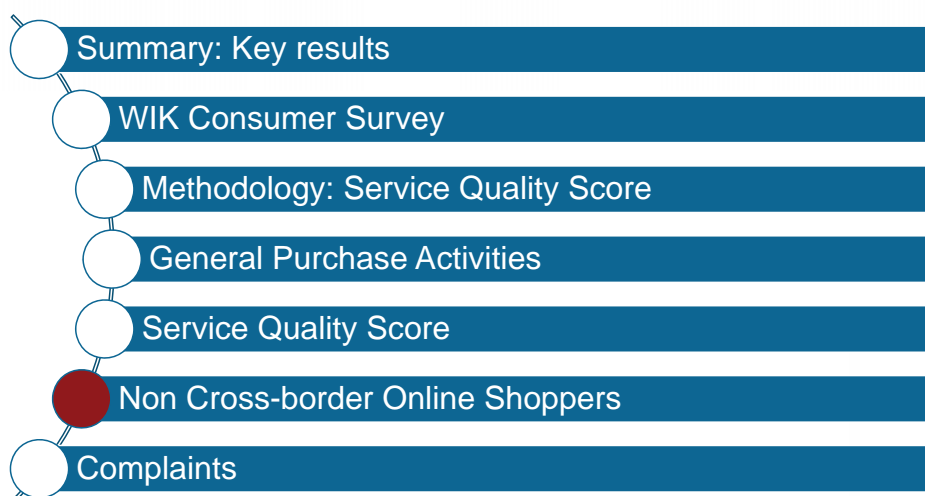 Summary: Key results
WIK Consumer Survey
Methodology: Service Quality Score
General Purchase Activities
Service Quality Score
Non Cross-border Online Shoppers
Complaints